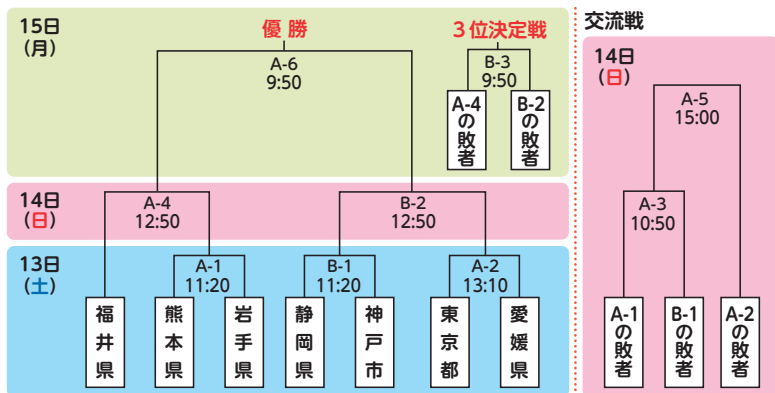 15日
(月)
優勝
A-6
9:50
3位決定戦
B-3
9:50
A-4の敗者
B-2の敗者
14日
(日)
A-4
12:50
B-2
12:50
13日
(土)
A-1
11:20
B-1
11:20
A-2
13:10
福井県
熊本県
岩手県
静岡県
神戸市
東京都
愛媛県
交流戦
14日
(日)
A-5
15:00
A-3
10:50
A-1の敗者
B-1の敗者
A-2の敗者